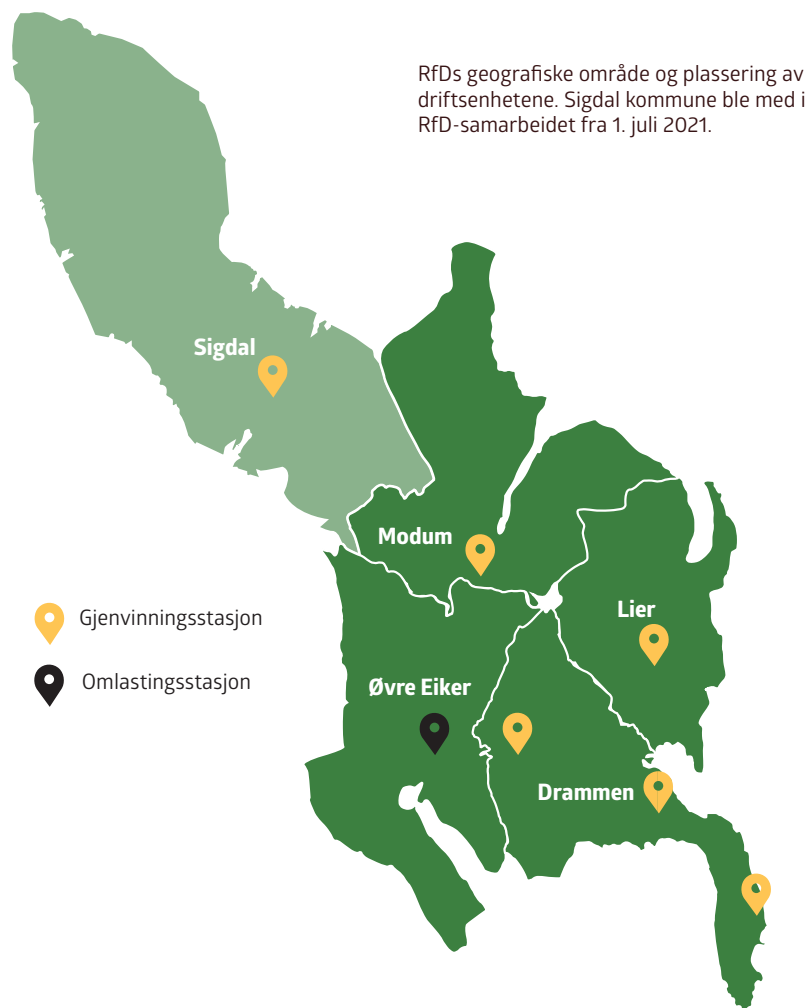 RfDs geografiske område og plassering av
driftsenhetene. Sigdal kommune ble med i
RfD-samarbeidet fra 1. juli 2021.
Sigdal
Modum
Lier
Gjenvinningsstasjon
Omlastingsstasjon
Øvre Eiker
Drammen